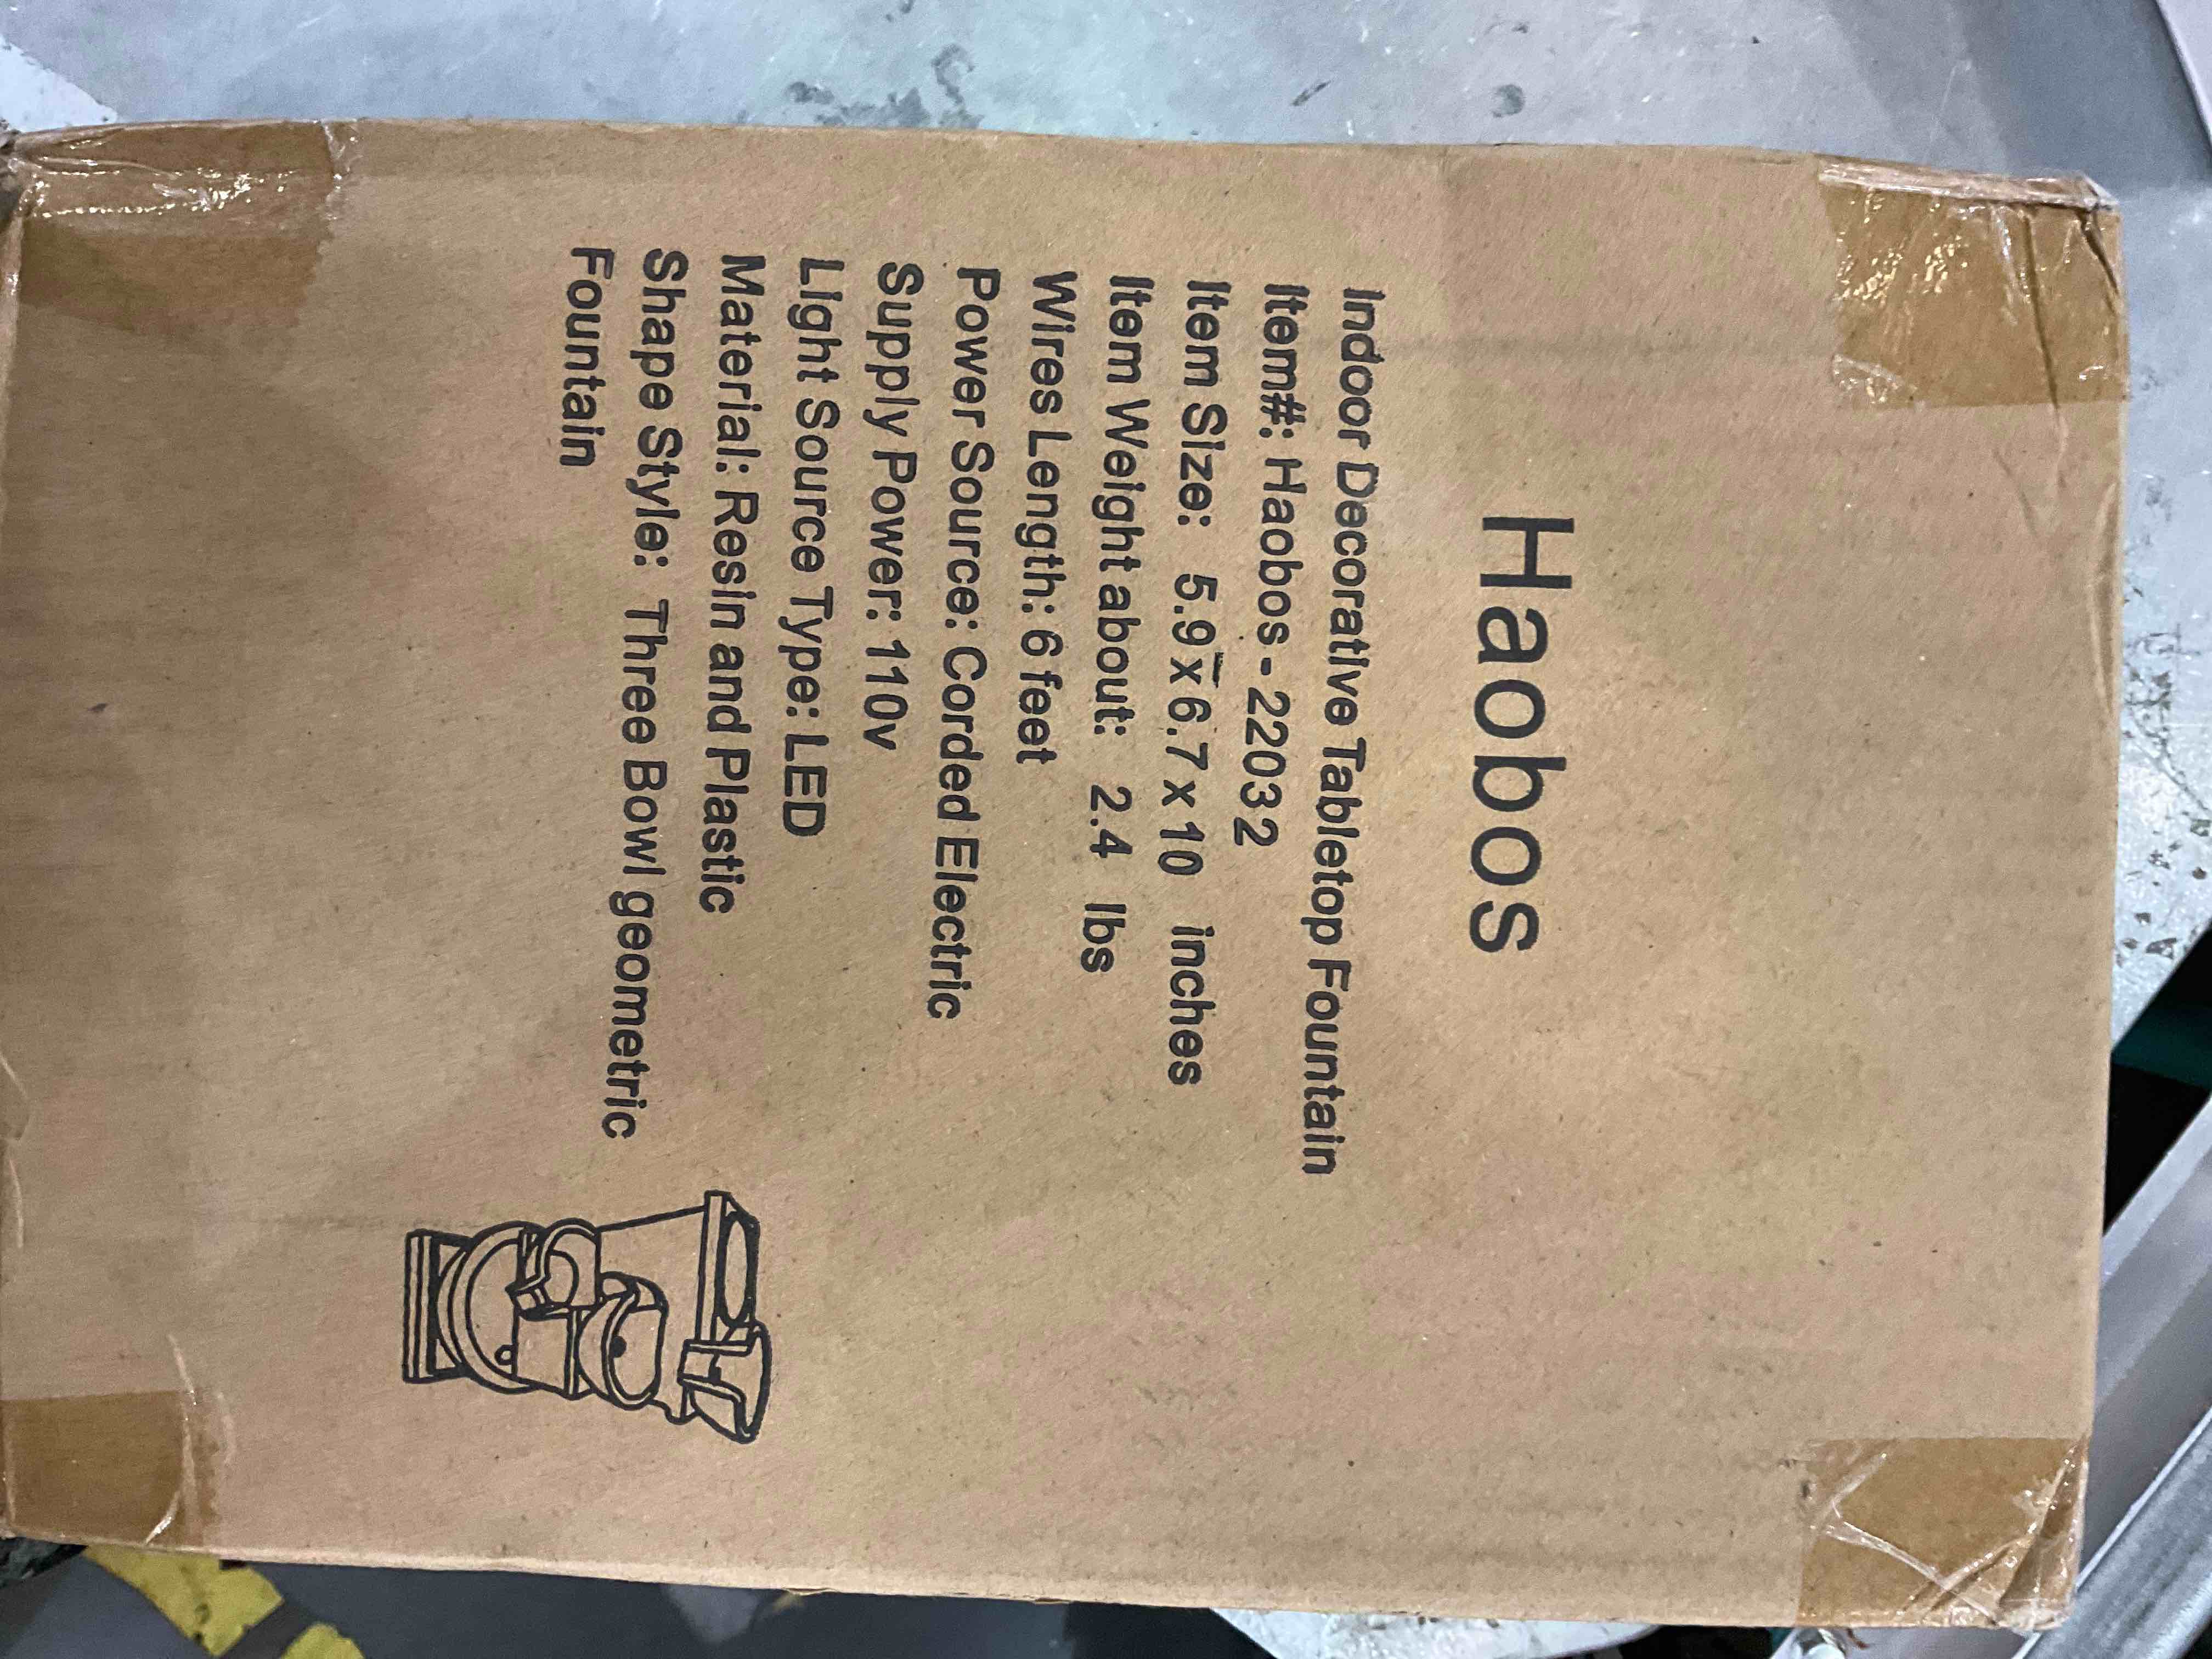 Haobos
Indoor Decorative Tabletop Fountain
Item#: Haobos - 22032
Item Size: 5.9 x 6.7 x 10 inches
Item Weight about: 2.4 lbs
Wires Length: 6 feet
Power Source: Corded Electric
Supply Power: 110v
Light Source Type: LED
Material: Resin and Plastic
Shape Style: Three Bowl geometric
Fountain